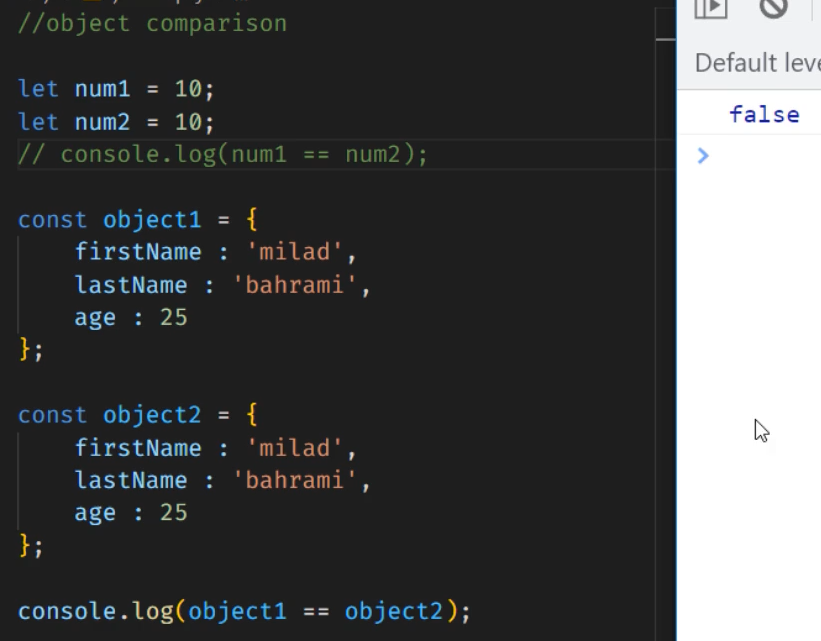 //object comparison
let num1 = 10;
let num2 = 10;
// console.log(num1 == num2);
const object1 = {
    firstName : 'milad',
    lastName : 'bahrami',
    age : 25
};
const object2 = {
    firstName : 'milad',
    lastName : 'bahrami',
    age : 25
};
console.log(object1 == object2);
Default leve
false